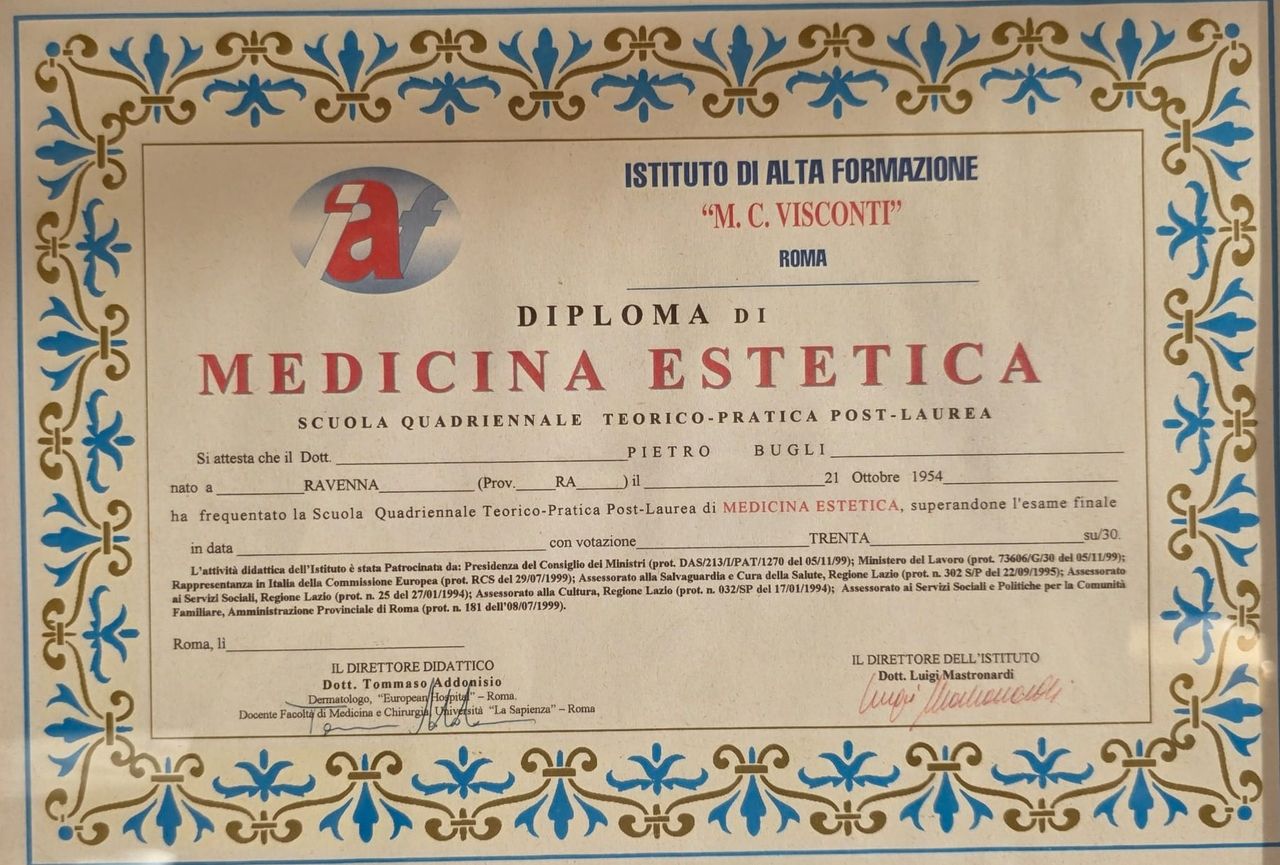 iaf
ISTITUTO DI ALTA FORMAZIONE
“M. C. VISCONTI”
ROMA
DIPLOMA DI
MEDICINA ESTETICA
SCUOLA QUADRIENNALE TEORICO-PRATICA POST-LAUREA
Si attesta che il Dott. PIETRO BUGLI
nato a RAVENNA (Prov. RA ) il 21 Ottobre 1954
ha frequentato la Scuola Quadriennale Teorico-Pratica Post-Laurea di MEDICINA ESTETICA, superandone l'esame finale
in data con votazione TRENTA su/30.
L'attività didattica dell'Istituto è stata Patrocinata da: Presidenza del Consiglio dei Ministri (prot. DAS/213/I/PAT/1270 del 05/11/99); Ministero del Lavoro (prot. 73606/G/30 del 05/11/99);
Rappresentanza in Italia della Commissione Europea (prot. RCS del 29/07/1999); Assessorato alla Salvaguardia e Cura della Salute, Regione Lazio (prot. n. 302 S/P del 22/09/1995); Assessorato
ai Servizi Sociali, Regione Lazio (prot. n. 25 del 27/01/1994); Assessorato alla Cultura, Regione Lazio (prot. n. 032/SP del 17/01/1994); Assessorato ai Servizi Sociali e Politiche per la Comunità
Familiare, Amministrazione Provinciale di Roma (prot. n. 181 dell'08/07/1999).
Roma, lì
IL DIRETTORE DIDATTICO
Dott. Tommaso Addonisio
Dermatologo, “European Hospital” – Roma.
Docente Facoltà di Medicina e Chirurgia Università “La Sapienza” – Roma
IL DIRETTORE DELL'ISTITUTO
Dott. Luigi Mastronardi
Luigi Mastronardi